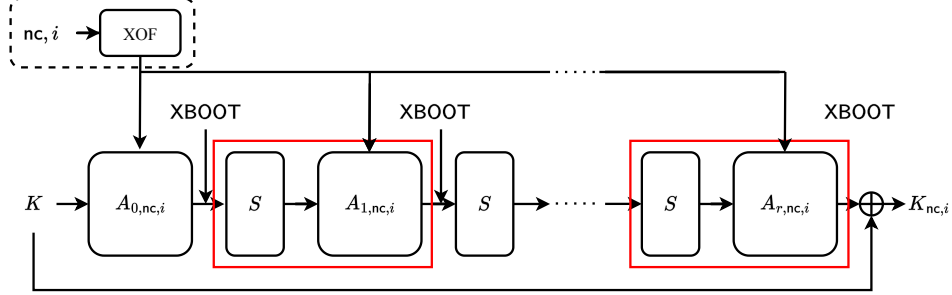 nc, i
XOF
XBOOT
XBOOT
XBOOT
K
A_{0,nc,i}
S
A_{1,nc,i}
S
S
A_{r,nc,i}
K_{nc,i}